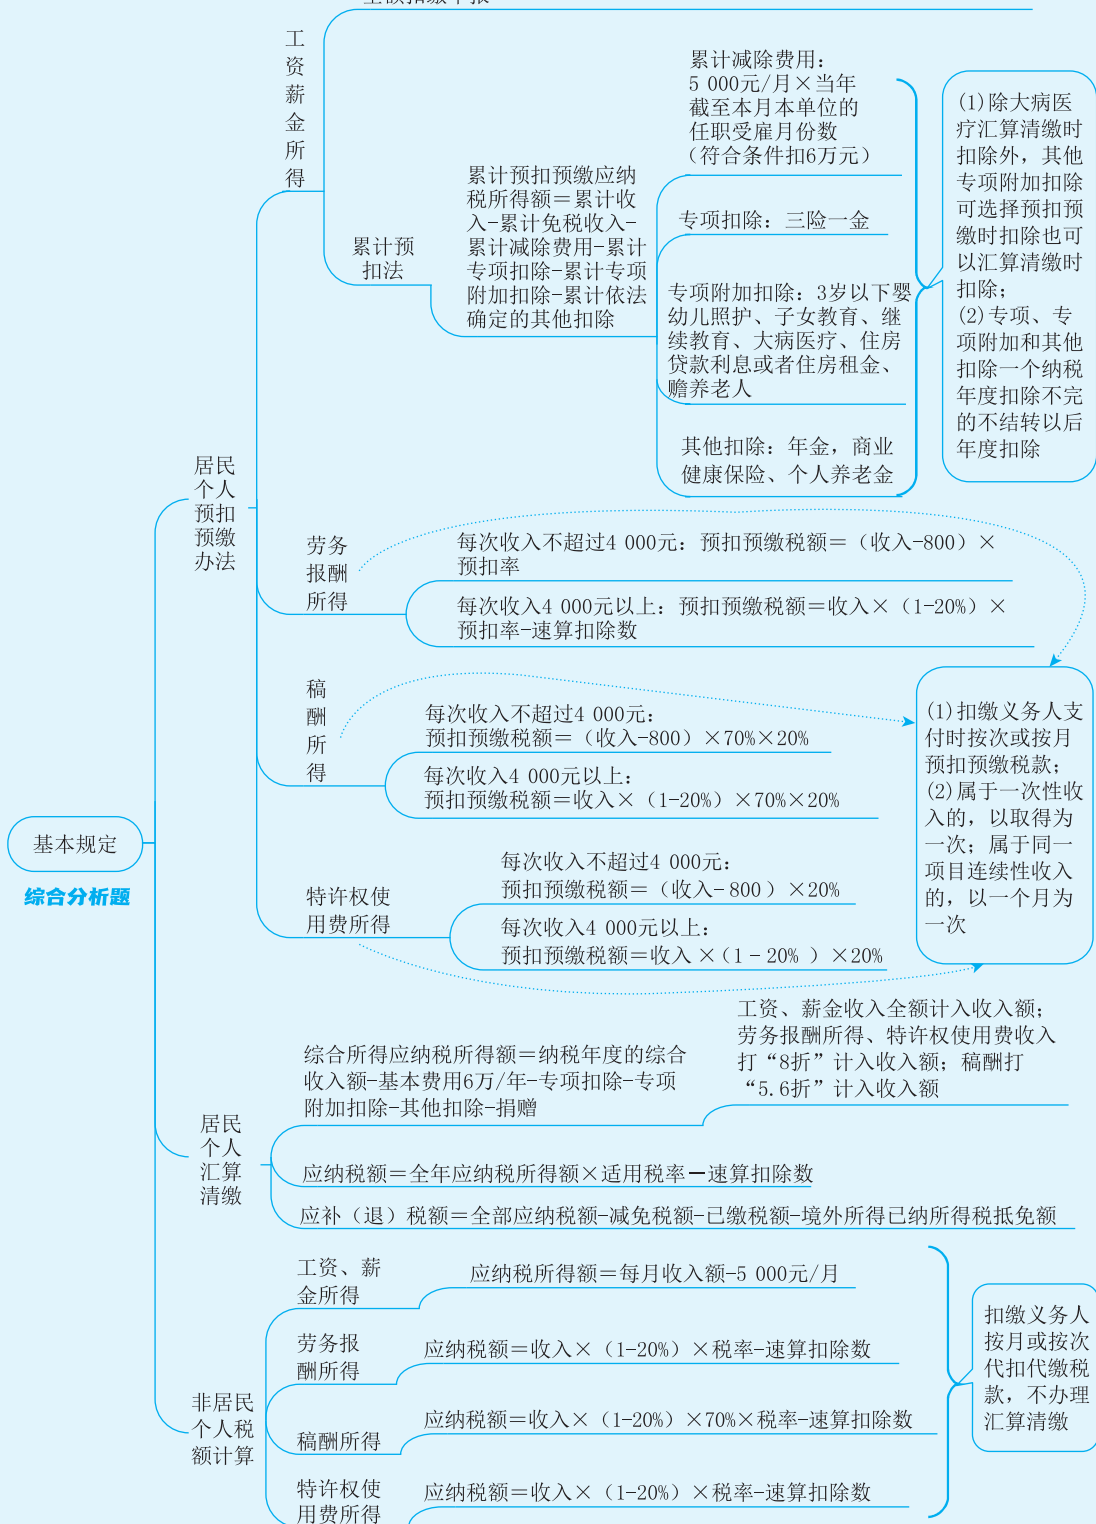 工
资
薪
金
所
得
累计预
扣法
累计预扣预缴应纳
税所得额=累计收
入-累计免税收入-
累计减除费用-累计
专项扣除-累计专项
附加扣除-累计依法
确定的其他扣除
累计减除费用：
5 000元/月×当年
截至本月本单位的
任职受雇月份数
（符合条件扣6万元）
专项扣除：三险一金
专项附加扣除：3岁以下婴
幼儿照护、子女教育、继
续教育、大病医疗、住房
贷款利息或者住房租金、
赡养老人
其他扣除：年金，商业
健康保险、个人养老金
(1)除大病医
疗汇算清缴时
扣除外，其他
专项附加扣除
可选择预扣预
缴时扣除也可
以汇算清缴时
扣除；
(2)专项、专
项附加和其他
扣除一个纳税
年度扣除不完
的不结转以后
年度扣除
居民
个人
预扣
预缴
办法
劳务
报酬
所得
每次收入不超过4 000元：预扣预缴税额=（收入-800）×
预扣率
每次收入4 000元以上：预扣预缴税额=收入×（1-20%）×
预扣率-速算扣除数
稿
酬
所
得
每次收入不超过4 000元：
预扣预缴税额=（收入-800）×70%×20%
每次收入4 000元以上：
预扣预缴税额=收入×（1-20%）×70%×20%
特许权使
用费所得
每次收入不超过4 000元：
预扣预缴税额=（收入-800）×20%
每次收入4 000元以上：
预扣预缴税额=收入×（1-20%）×20%
(1)扣缴义务人支
付时按次或按月
预扣预缴税款；
(2)属于一次性收
入的，以取得为
一次；属于同一
项目连续性收入
的，以一个月为
一次
基本规定
综合分析题
居民
个人
汇算
清缴
综合所得应纳税所得额=纳税年度的综合
收入额-基本费用6万/年-专项扣除-专项
附加扣除-其他扣除-捐赠
工资、薪金收入全额计入收入额；
劳务报酬所得、特许权使用费收入
打“8折”计入收入额；稿酬打
“5.6折”计入收入额
应纳税额=全年应纳税所得额×适用税率－速算扣除数
应补（退）税额=全部应纳税额-减免税额-已缴税额-境外所得已纳所得税抵免额
非居民
个人税
额计算
工资、薪
金所得
应纳税所得额=每月收入额-5 000元/月
劳务报
酬所得
应纳税额=收入×（1-20%）×税率-速算扣除数
稿酬所得
应纳税额=收入×（1-20%）×70%×税率-速算扣除数
特许权使
用费所得
应纳税额=收入×（1-20%）×税率-速算扣除数
扣缴义务人
按月或按次
代扣代缴税
款，不办理
汇算清缴